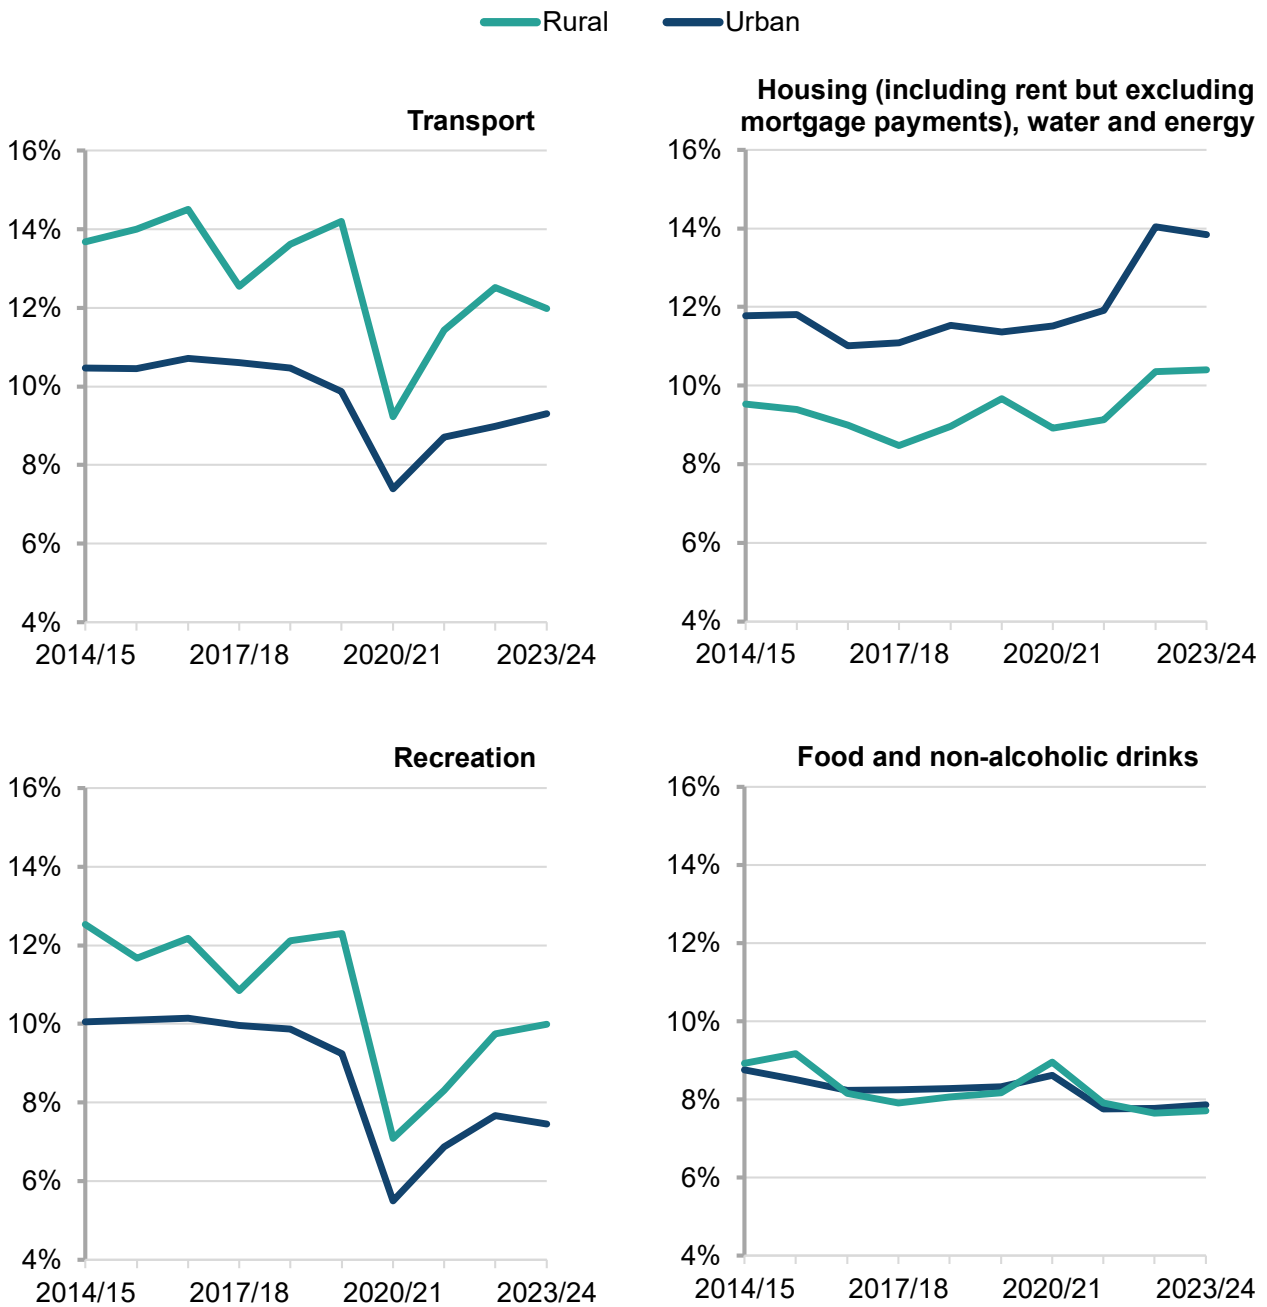 Rural Urban
Transport
16%
14%
12%
10%
8%
6%
4%
2014/15 2017/18 2020/21 2023/24
Housing (including rent but excluding
mortgage payments), water and energy
16%
14%
12%
10%
8%
6%
4%
2014/15 2017/18 2020/21 2023/24
Recreation
16%
14%
12%
10%
8%
6%
4%
2014/15 2017/18 2020/21 2023/24
Food and non-alcoholic drinks
16%
14%
12%
10%
8%
6%
4%
2014/15 2017/18 2020/21 2023/24